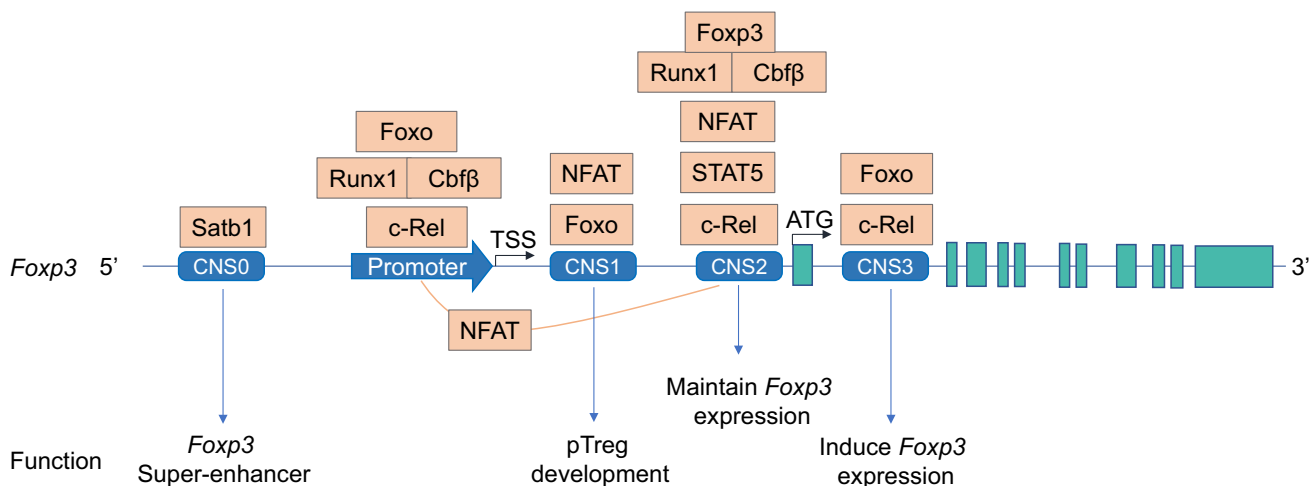 Foxp3
Runx1 Cbfβ
Foxo
NFAT
Runx1 Cbfβ
NFAT
STAT5
Foxo
Satb1
c-Rel
TSS
Foxo
c-Rel
ATG
c-Rel
Foxp3 5’
CNS0
Promoter
CNS1
CNS2
CNS3
3’
NFAT
Maintain Foxp3
expression
Function
Foxp3
Super-enhancer
pTreg
development
Induce Foxp3
expression